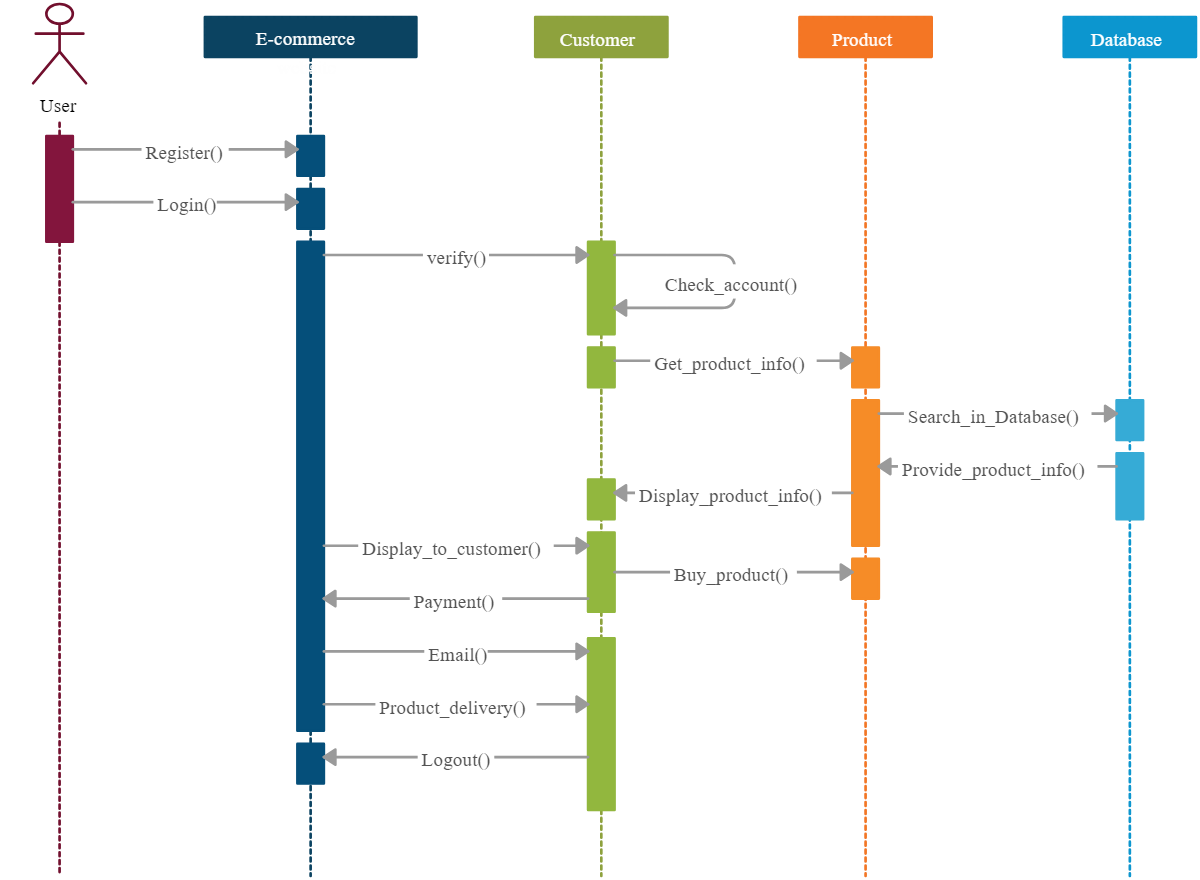 E-commerce
Customer
Product
Database
User
Register()
Login()
verify()
Check_account()
Get_product_info()
Search_in_Database()
Provide_product_info()
Display_product_info()
Display_to_customer()
Buy_product()
Payment()
Email()
Product_delivery()
Logout()